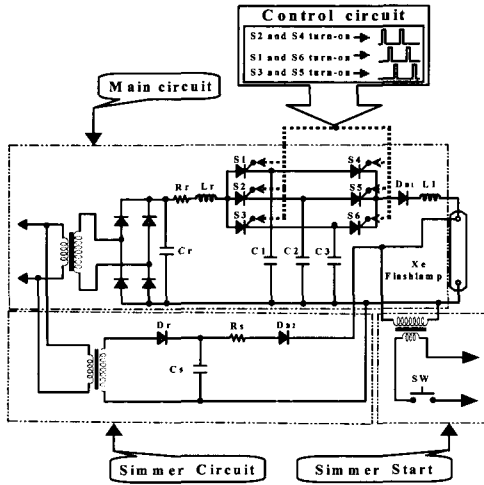 Control circuit
S2 and S4 turn-on
S1 and S6 turn-on
S3 and S5 turn-on
Main circuit
S1
S4
Rr
Lr
S2
S5
Da1
L1
S3
S6
Cr
C1
C2
C3
Xe
Flashlamp
Dr
Rs
Da2
Cs
SW
Simmer Circuit
Simmer Start